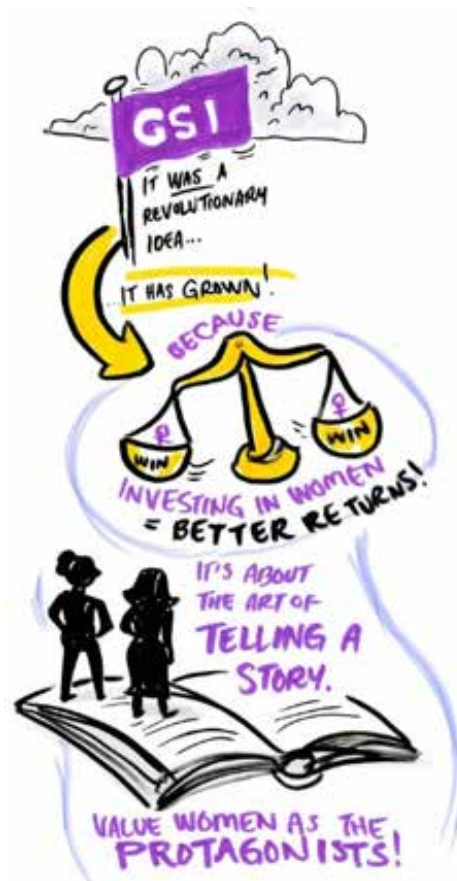 GSI
IT WAS A
REVOLUTIONARY
IDEA...
...IT HAS GROWN!
BECAUSE
WIN
WIN
INVESTING IN WOMEN
= BETTER RETURNS!
IT'S ABOUT
THE ART OF
TELLING A
STORY.
VALUE WOMEN AS THE
PROTAGONISTS!